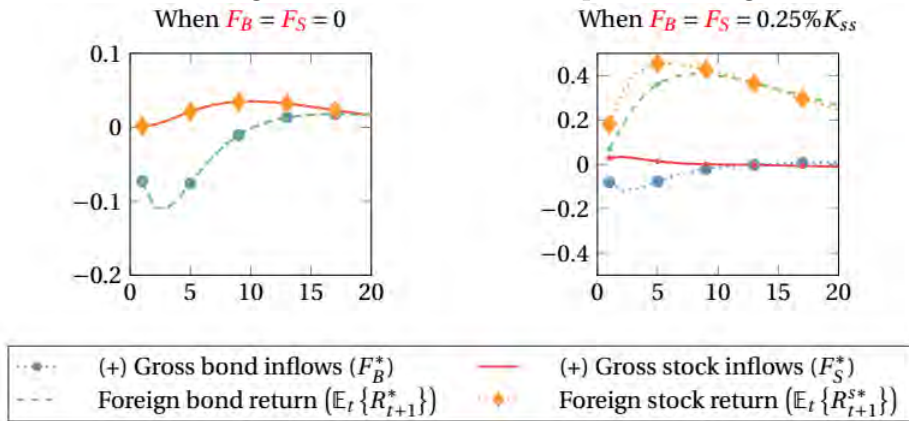 When F_B = F_S = 0
When F_B = F_S = 0.25%K_{ss}
0.1
0
−0.1
−0.2
0 5 10 15 20
0.4
0.2
0
−0.2
−0.4
0 5 10 15 20
(+) Gross bond inflows (F_B^*)
(+) Gross stock inflows (F_S^*)
Foreign bond return (𝔼_t {R_{t+1}^*})
Foreign stock return (𝔼_t {R_{t+1}^{s*}})